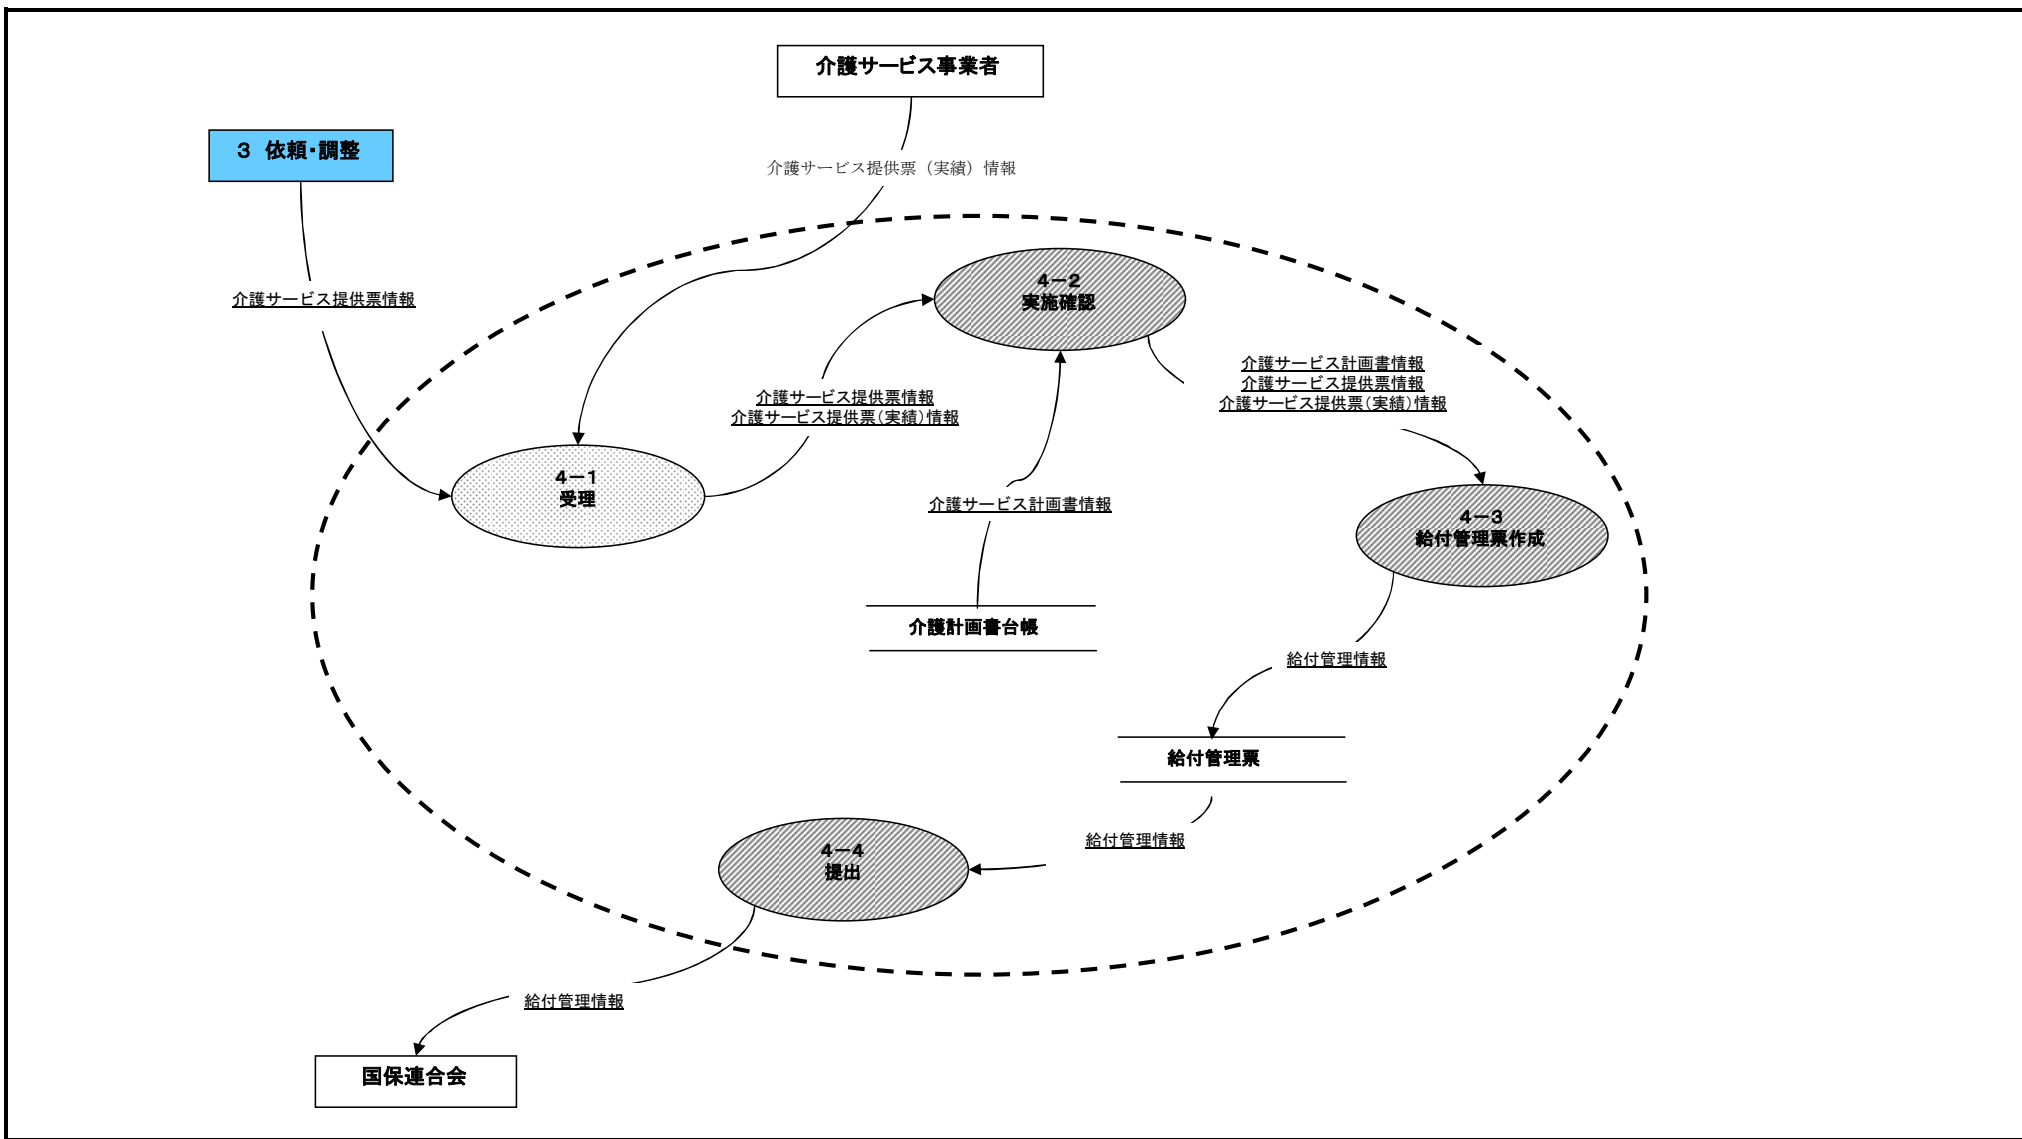 介護サービス事業者
3 依頼・調整
介護サービス提供票（実績）情報
介護サービス提供票情報
4－2
実施確認
介護サービス計画書情報
介護サービス提供票情報
介護サービス提供票(実績)情報
介護サービス提供票情報
介護サービス提供票(実績)情報
4－1
受理
介護サービス計画書情報
4－3
給付管理票作成
介護計画書台帳
給付管理情報
給付管理票
給付管理情報
4－4
提出
給付管理情報
国保連合会